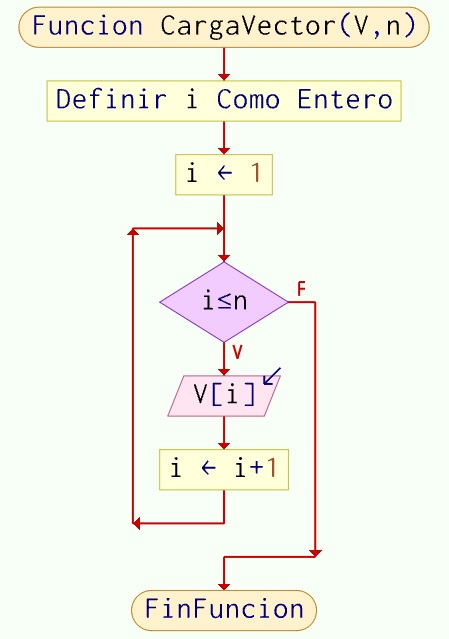 Funcion CargaVector(V,n)
Definir i Como Entero
i ← 1
i≤n
F
V
V[i]
i ← i+1
FinFuncion